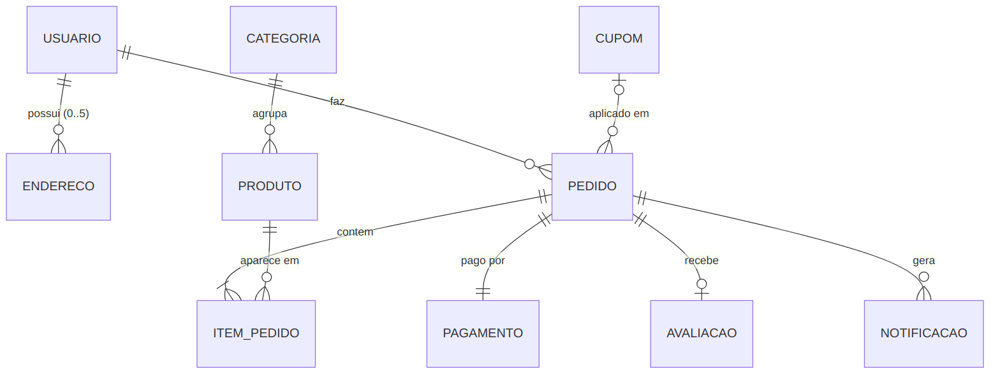 USUARIO
CATEGORIA
CUPOM
faz
possui (0..5)
agrupa
aplicado em
ENDERECO
PRODUTO
PEDIDO
contem
aparece em
pago por
recebe
gera
ITEM_PEDIDO
PAGAMENTO
AVALIACAO
NOTIFICACAO